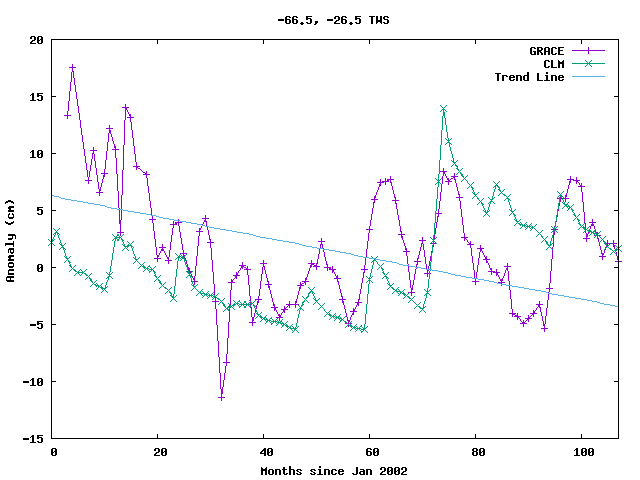 -66.5, -26.5 TWS
20
15
10
5
0
-5
-10
-15
Anomaly (cm)
GRACE
CLM
Trend Line
0 20 40 60 80 100
Months since Jan 2002